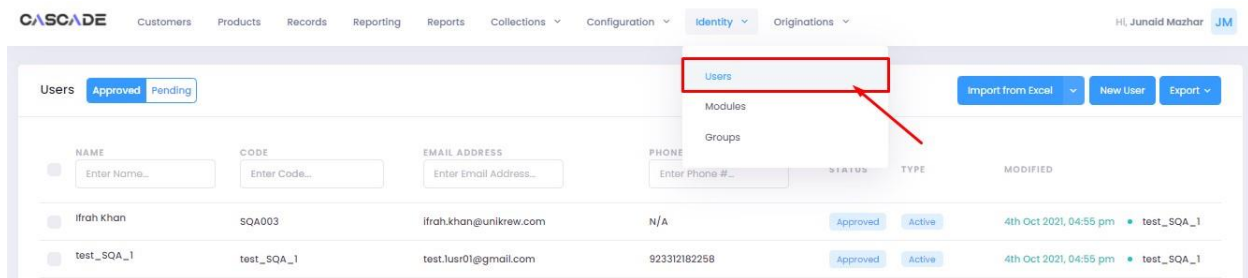 CASCADE Customers Products Records Reporting Reports Collections Configuration Identity Originations Hi, Junaid Mazhar JM
Users
Modules
Groups
Users Approved Pending Import from Excel New User Export
NAME CODE EMAIL ADDRESS PHONE STATUS TYPE MODIFIED
Enter Name... Enter Code... Enter Email Address... Enter Phone #...
Ifrah Khan SQA003 ifrah.khan@unikrew.com N/A Approved Active 4th Oct 2021, 04:55 pm test_SQA_1
test_SQA_1 test_SQA_1 test.1usr01@gmail.com 923312182258 Approved Active 4th Oct 2021, 04:55 pm test_SQA_1